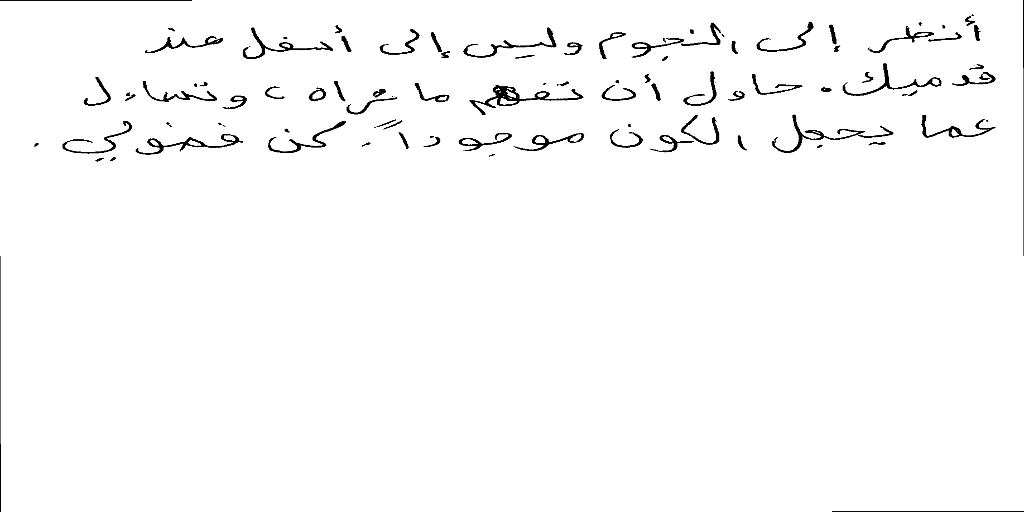 أنظر إلى النجوم وليس إلى أسفل عند
قدميك. حاول أن تفهم ما تراه، وتساءل
عما يجعل الكون موجوداً. كن فضولي.